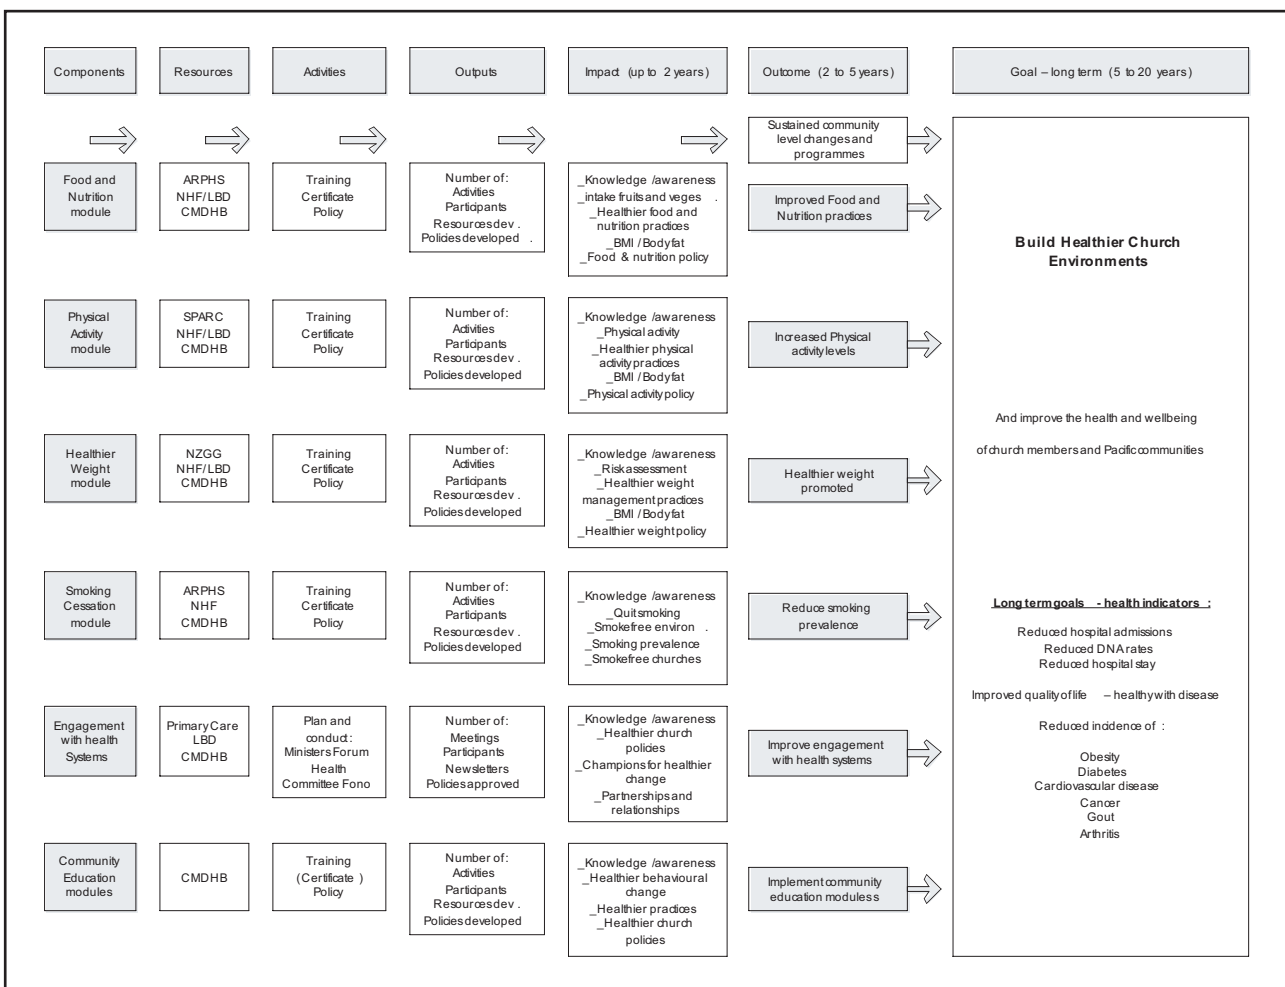 Components
Resources
Activities
Outputs
Impact (up to 2 years)
Outcome (2 to 5 years)
Goal – long term (5 to 20 years)
Sustained community
level changes and
programmes
Food and
Nutrition
module
ARPHS
NHF/LBD
CMDHB
Training
Certificate
Policy
Number of:
Activities
Participants
Resources dev .
Policies developed .
_Knowledge /awareness
_intake fruits and veges .
_Healthier food and
nutrition practices
_BMI / Body fat
_Food & nutrition policy
Improved Food and
Nutrition practices
Physical
Activity
module
SPARC
NHF/LBD
CMDHB
Training
Certificate
Policy
Number of:
Activities
Participants
Resources dev .
Policies developed
_Knowledge /awareness
_Physical activity
_Healthier physical
activity practices
_BMI / Body fat
_Physical activity policy
Increased Physical
activity levels
Healthier
Weight
module
NZGG
NHF/LBD
CMDHB
Training
Certificate
Policy
Number of:
Activities
Participants
Resources dev .
Policies developed
_Knowledge /awareness
_Risk assessment
_Healthier weight
management practices
_BMI / Body fat
_Healthier weight policy
Healthier weight
promoted
Smoking
Cessation
module
ARPHS
NHF
CMDHB
Training
Certificate
Policy
Number of:
Activities
Participants
Resources dev .
Policies developed
_Knowledge /awareness
_Quit smoking
_Smokefree environ .
_Smoking prevalence
_Smokefree churches
Reduce smoking
prevalence
Engagement
with health
Systems
Primary Care
LBD
CMDHB
Plan and
conduct:
Ministers Forum
Health
Committee Fono
Number of:
Meetings
Participants
Newsletters
Policies approved
_Knowledge /awareness
_Healthier church
policies
_Champions for healthier
change
_Partnerships and
relationships
Improve engagement
with health systems
Community
Education
modules
CMDHB
Training
(Certificate )
Policy
Number of:
Activities
Participants
Resources dev .
Policies developed
_Knowledge /awareness
_Healthier behavioural
change
_Healthier practices
_Healthier church
policies
Implement community
education moduless
Build Healthier Church
Environments
And improve the health and wellbeing
of church members and Pacific communities
Long term goals - health indicators :
Reduced hospital admissions
Reduced DNA rates
Reduced hospital stay
Improved quality of life – healthy with disease
Reduced incidence of :
Obesity
Diabetes
Cardiovascular disease
Cancer
Gout
Arthritis